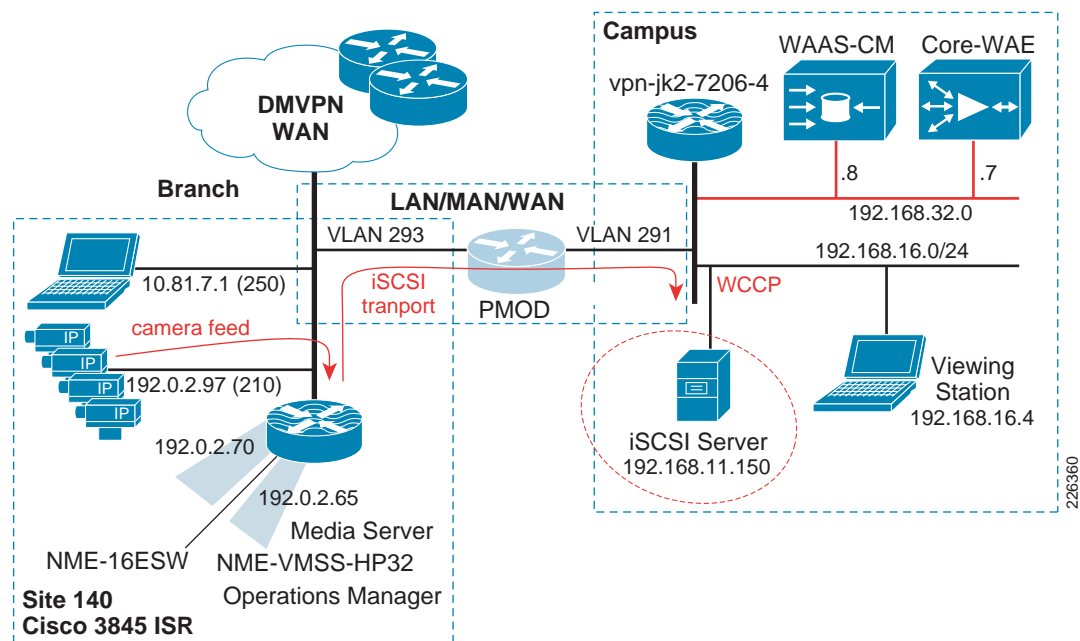 Campus
WAAS-CM
Core-WAE
vpn-jk2-7206-4
DMVPN
WAN
.8
.7
Branch
LAN/MAN/WAN
192.168.32.0
VLAN 293
VLAN 291
192.168.16.0/24
10.81.7.1 (250)
iSCSI
tranport
WCCP
PMOD
camera feed
IP
IP
IP
IP
192.0.2.97 (210)
Viewing
Station
192.168.16.4
iSCSI Server
192.168.11.150
192.0.2.70
192.0.2.65
Media Server
NME-16ESW
NME-VMSS-HP32
Operations Manager
Site 140
Cisco 3845 ISR
226360